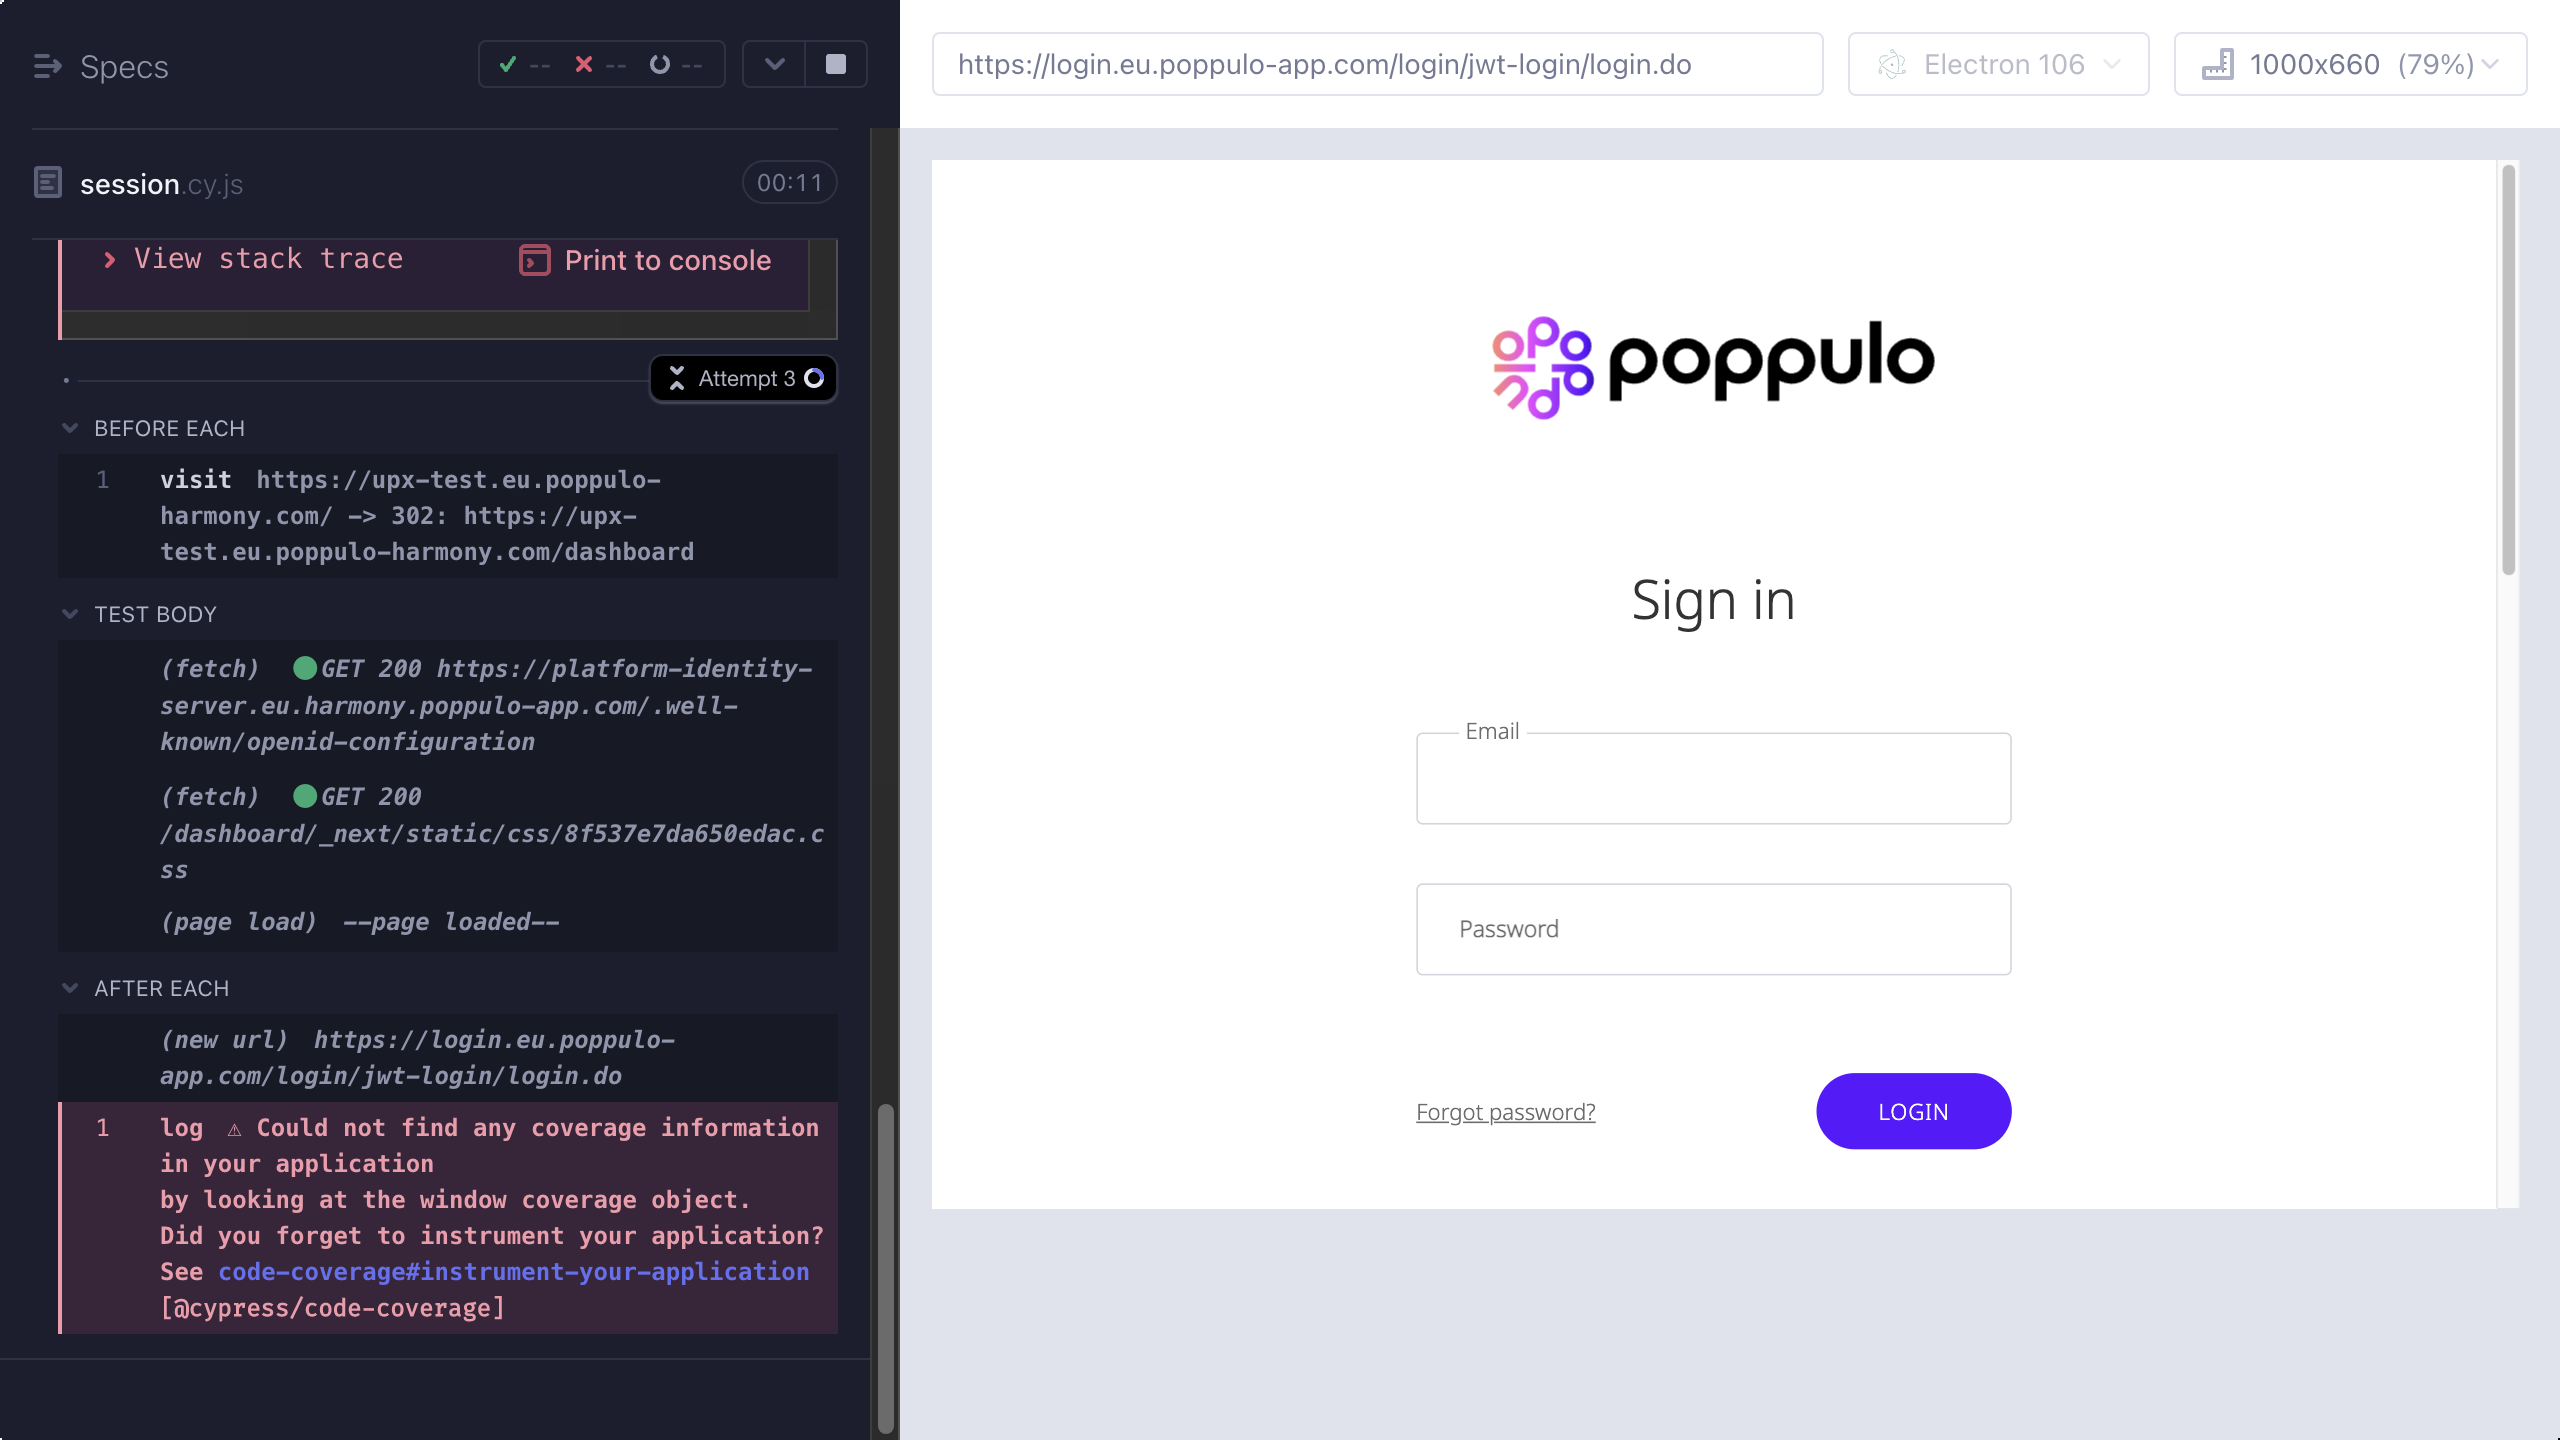 Specs
--
--
--
https://login.eu.poppulo-app.com/login/jwt-login/login.do
Electron 106
1000x660 (79%)
session.cy.js
00:11
View stack trace
Print to console
Attempt 3
BEFORE EACH
1 visit https://upx-test.eu.poppulo-
harmony.com/ -> 302: https://upx-
test.eu.poppulo-harmony.com/dashboard
TEST BODY
(fetch) GET 200 https://platform-identity-
server.eu.harmony.poppulo-app.com/.well-
known/openid-configuration
(fetch) GET 200
/dashboard/_next/static/css/8f537e7da650edac.c
ss
(page load) --page loaded--
AFTER EACH
(new url) https://login.eu.poppulo-
app.com/login/jwt-login/login.do
1 log ⚠ Could not find any coverage information
in your application
by looking at the window coverage object.
Did you forget to instrument your application?
See code-coverage#instrument-your-application
[@cypress/code-coverage]
poppulo
Sign in
Email
Password
Forgot password?
LOGIN